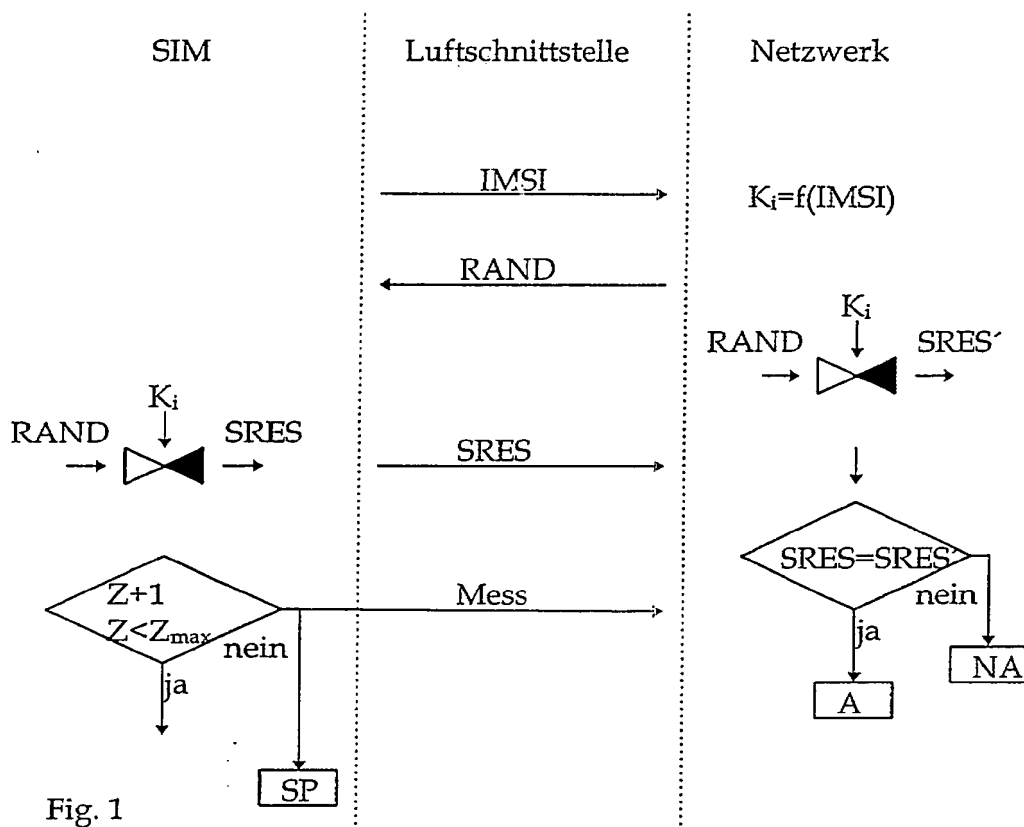 SIM Luftschnittstelle Netzwerk
IMSI
Kᵢ=f(IMSI)
RAND
Kᵢ
RAND SRES´
Kᵢ
RAND SRES
SRES
SRES=SRES´
nein
ja
NA
A
Z+1
Z<Zₘₐₓ
nein
ja
Mess
SP
Fig. 1